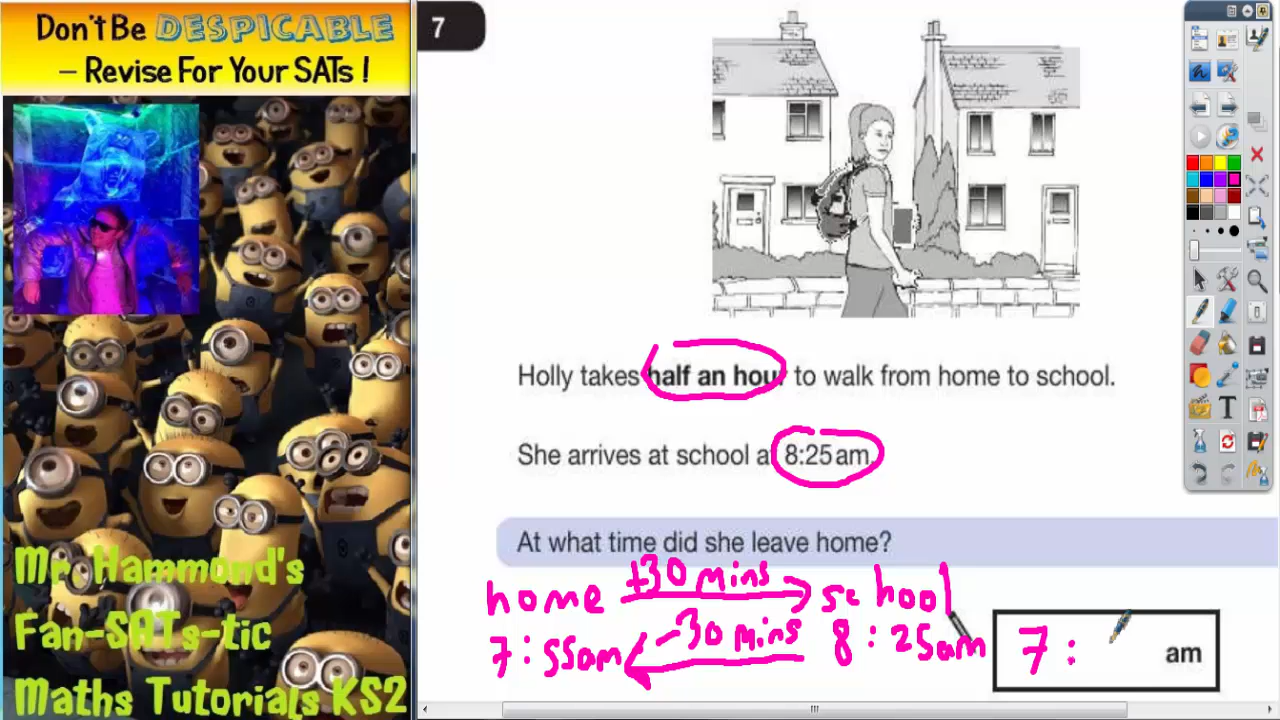 Don't Be DESPICABLE
– Revise For Your SATs !
Mr. Hammond's
Fan-SATs-tic
Maths Tutorials KS2
7
Holly takes half an hour to walk from home to school.
She arrives at school at 8:25 am.
At what time did she leave home?
home +30 mins school
7:55am -30 mins 8:25am
7: am